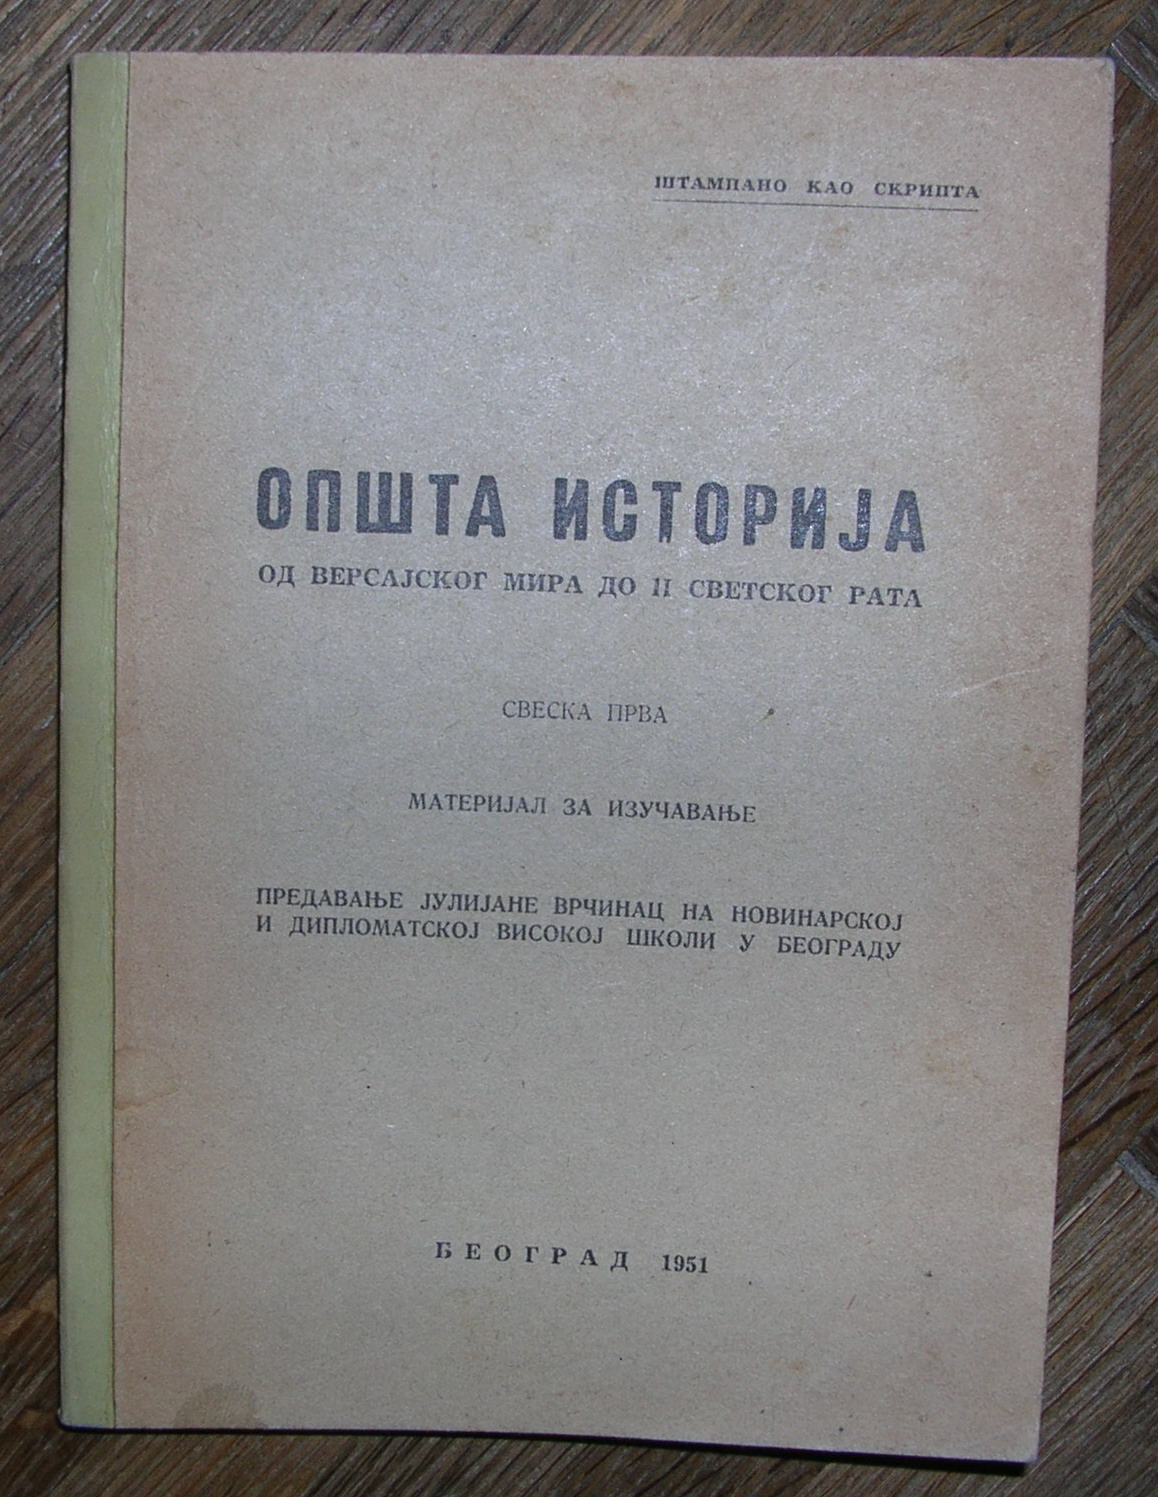 ШТАМПАНО КАО СКРИПТА
ОПШТА ИСТОРИЈА
ОД ВЕРСАЈСКОГ МИРА ДО II СВЕТСКОГ РАТА
СВЕСКА ПРВА
МАТЕРИЈАЛ ЗА ИЗУЧАВАЊЕ
ПРЕДАВАЊЕ ЈУЛИЈАНЕ ВРЧИНАЦ НА НОВИНАРСКОЈ
И ДИПЛОМАТСКОЈ ВИСОКОЈ ШКОЛИ У БЕОГРАДУ
БЕОГРАД 1951